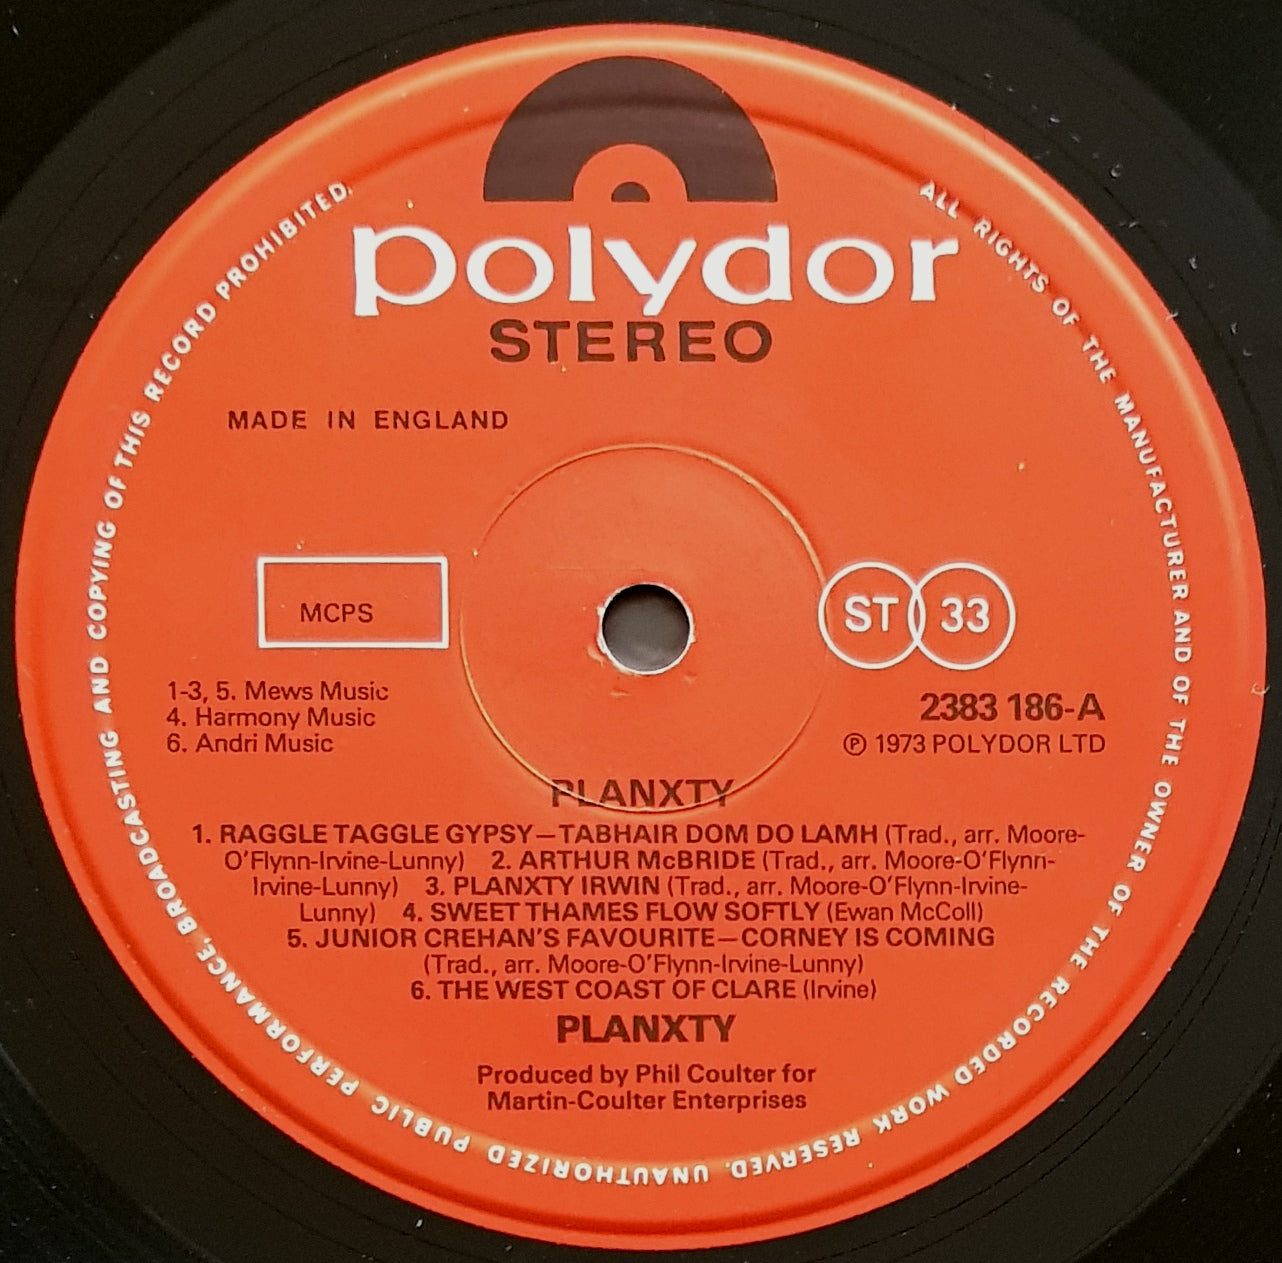 polydor
STEREO
MADE IN ENGLAND
MCPS
ST 33
1-3, 5. Mews Music
4. Harmony Music
6. Andri Music
2383 186-A
℗ 1973 POLYDOR LTD
PLANXTY
1. RAGGLE TAGGLE GYPSY—TABHAIR DOM DO LAMH (Trad., arr. Moore-
O'Flynn-Irvine-Lunny) 2. ARTHUR McBRIDE (Trad., arr. Moore-O'Flynn-
Irvine-Lunny) 3. PLANXTY IRWIN (Trad., arr. Moore-O'Flynn-Irvine-
Lunny) 4. SWEET THAMES FLOW SOFTLY (Ewan McColl)
5. JUNIOR CREHAN'S FAVOURITE—CORNEY IS COMING
(Trad., arr. Moore-O'Flynn-Irvine-Lunny)
6. THE WEST COAST OF CLARE (Irvine)
PLANXTY
Produced by Phil Coulter for
Martin-Coulter Enterprises
ALL RIGHTS OF THE MANUFACTURER AND OF THE OWNER OF THE RECORDED WORK RESERVED. UNAUTHORIZED PUBLIC PERFORMANCE, BROADCASTING AND COPYING OF THIS RECORD PROHIBITED.